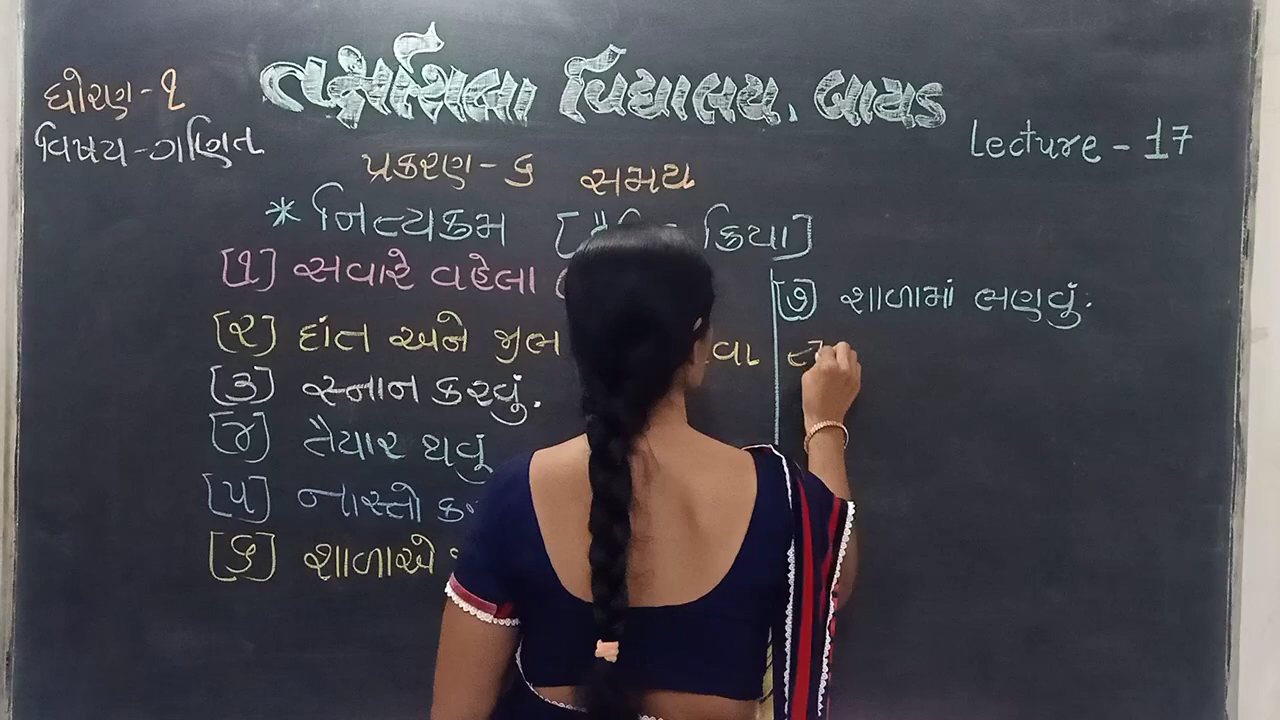 તક્ષશિલા વિદ્યાલય. બાયડ
ધોરણ-૧
વિષય-ગણિત
Lecture - 17
પ્રકરણ-૬ સમય
* નિત્યક્રમ [ ક્રિયા]
[૧] સવારે વહેલા
[૨] દાંત અને જીભ
[૩] સ્નાન કરવું.
[૪] તૈયાર થવું
[૫] નાસ્તો
[૬] શાળાએ
[૭] શાળામાં ભણવું.